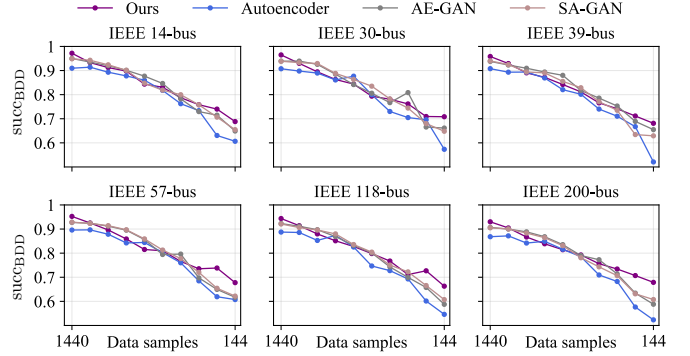 Ours Autoencoder AE-GAN SA-GAN
IEEE 14-bus IEEE 30-bus IEEE 39-bus
1
0.9
0.8
0.7
0.6
succBDD
IEEE 57-bus IEEE 118-bus IEEE 200-bus
1
0.9
0.8
0.7
0.6
succBDD
1440 Data samples 144 1440 Data samples 144 1440 Data samples 144